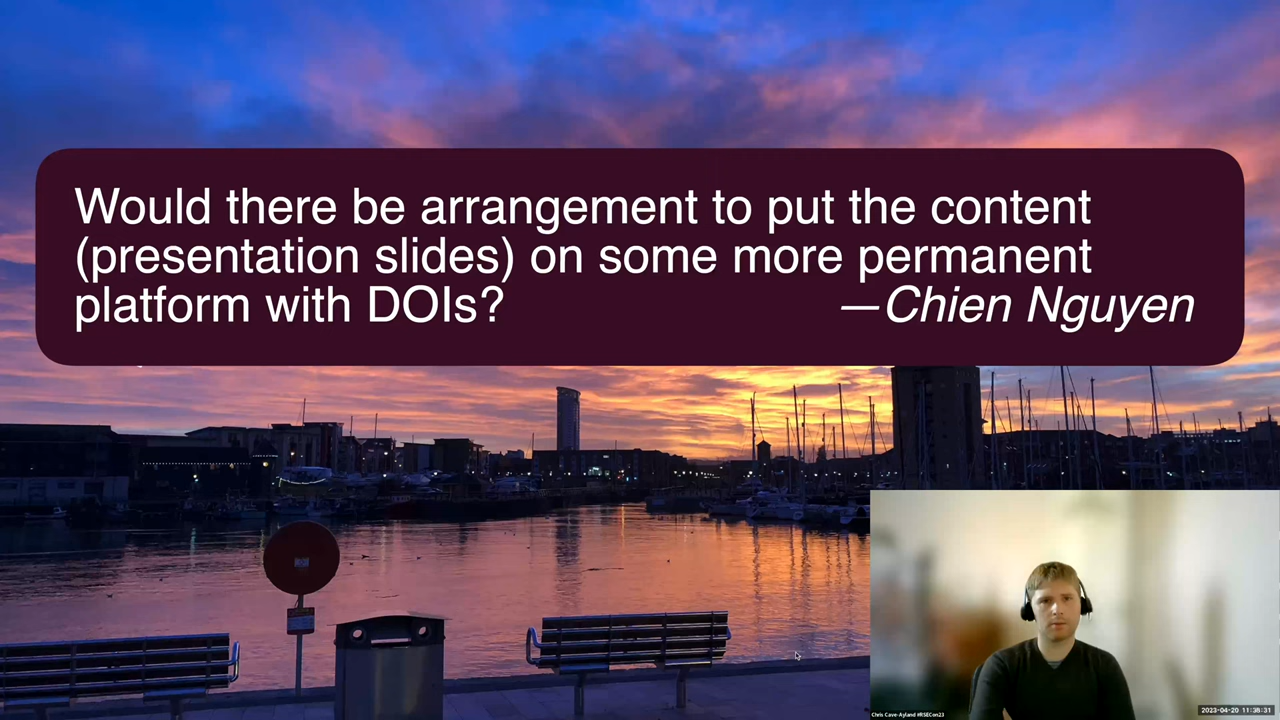 Would there be arrangement to put the content
(presentation slides) on some more permanent
platform with DOIs?
—Chien Nguyen
Chris Cave-Ayland #RSECon23
2023-04-20 11:38:31